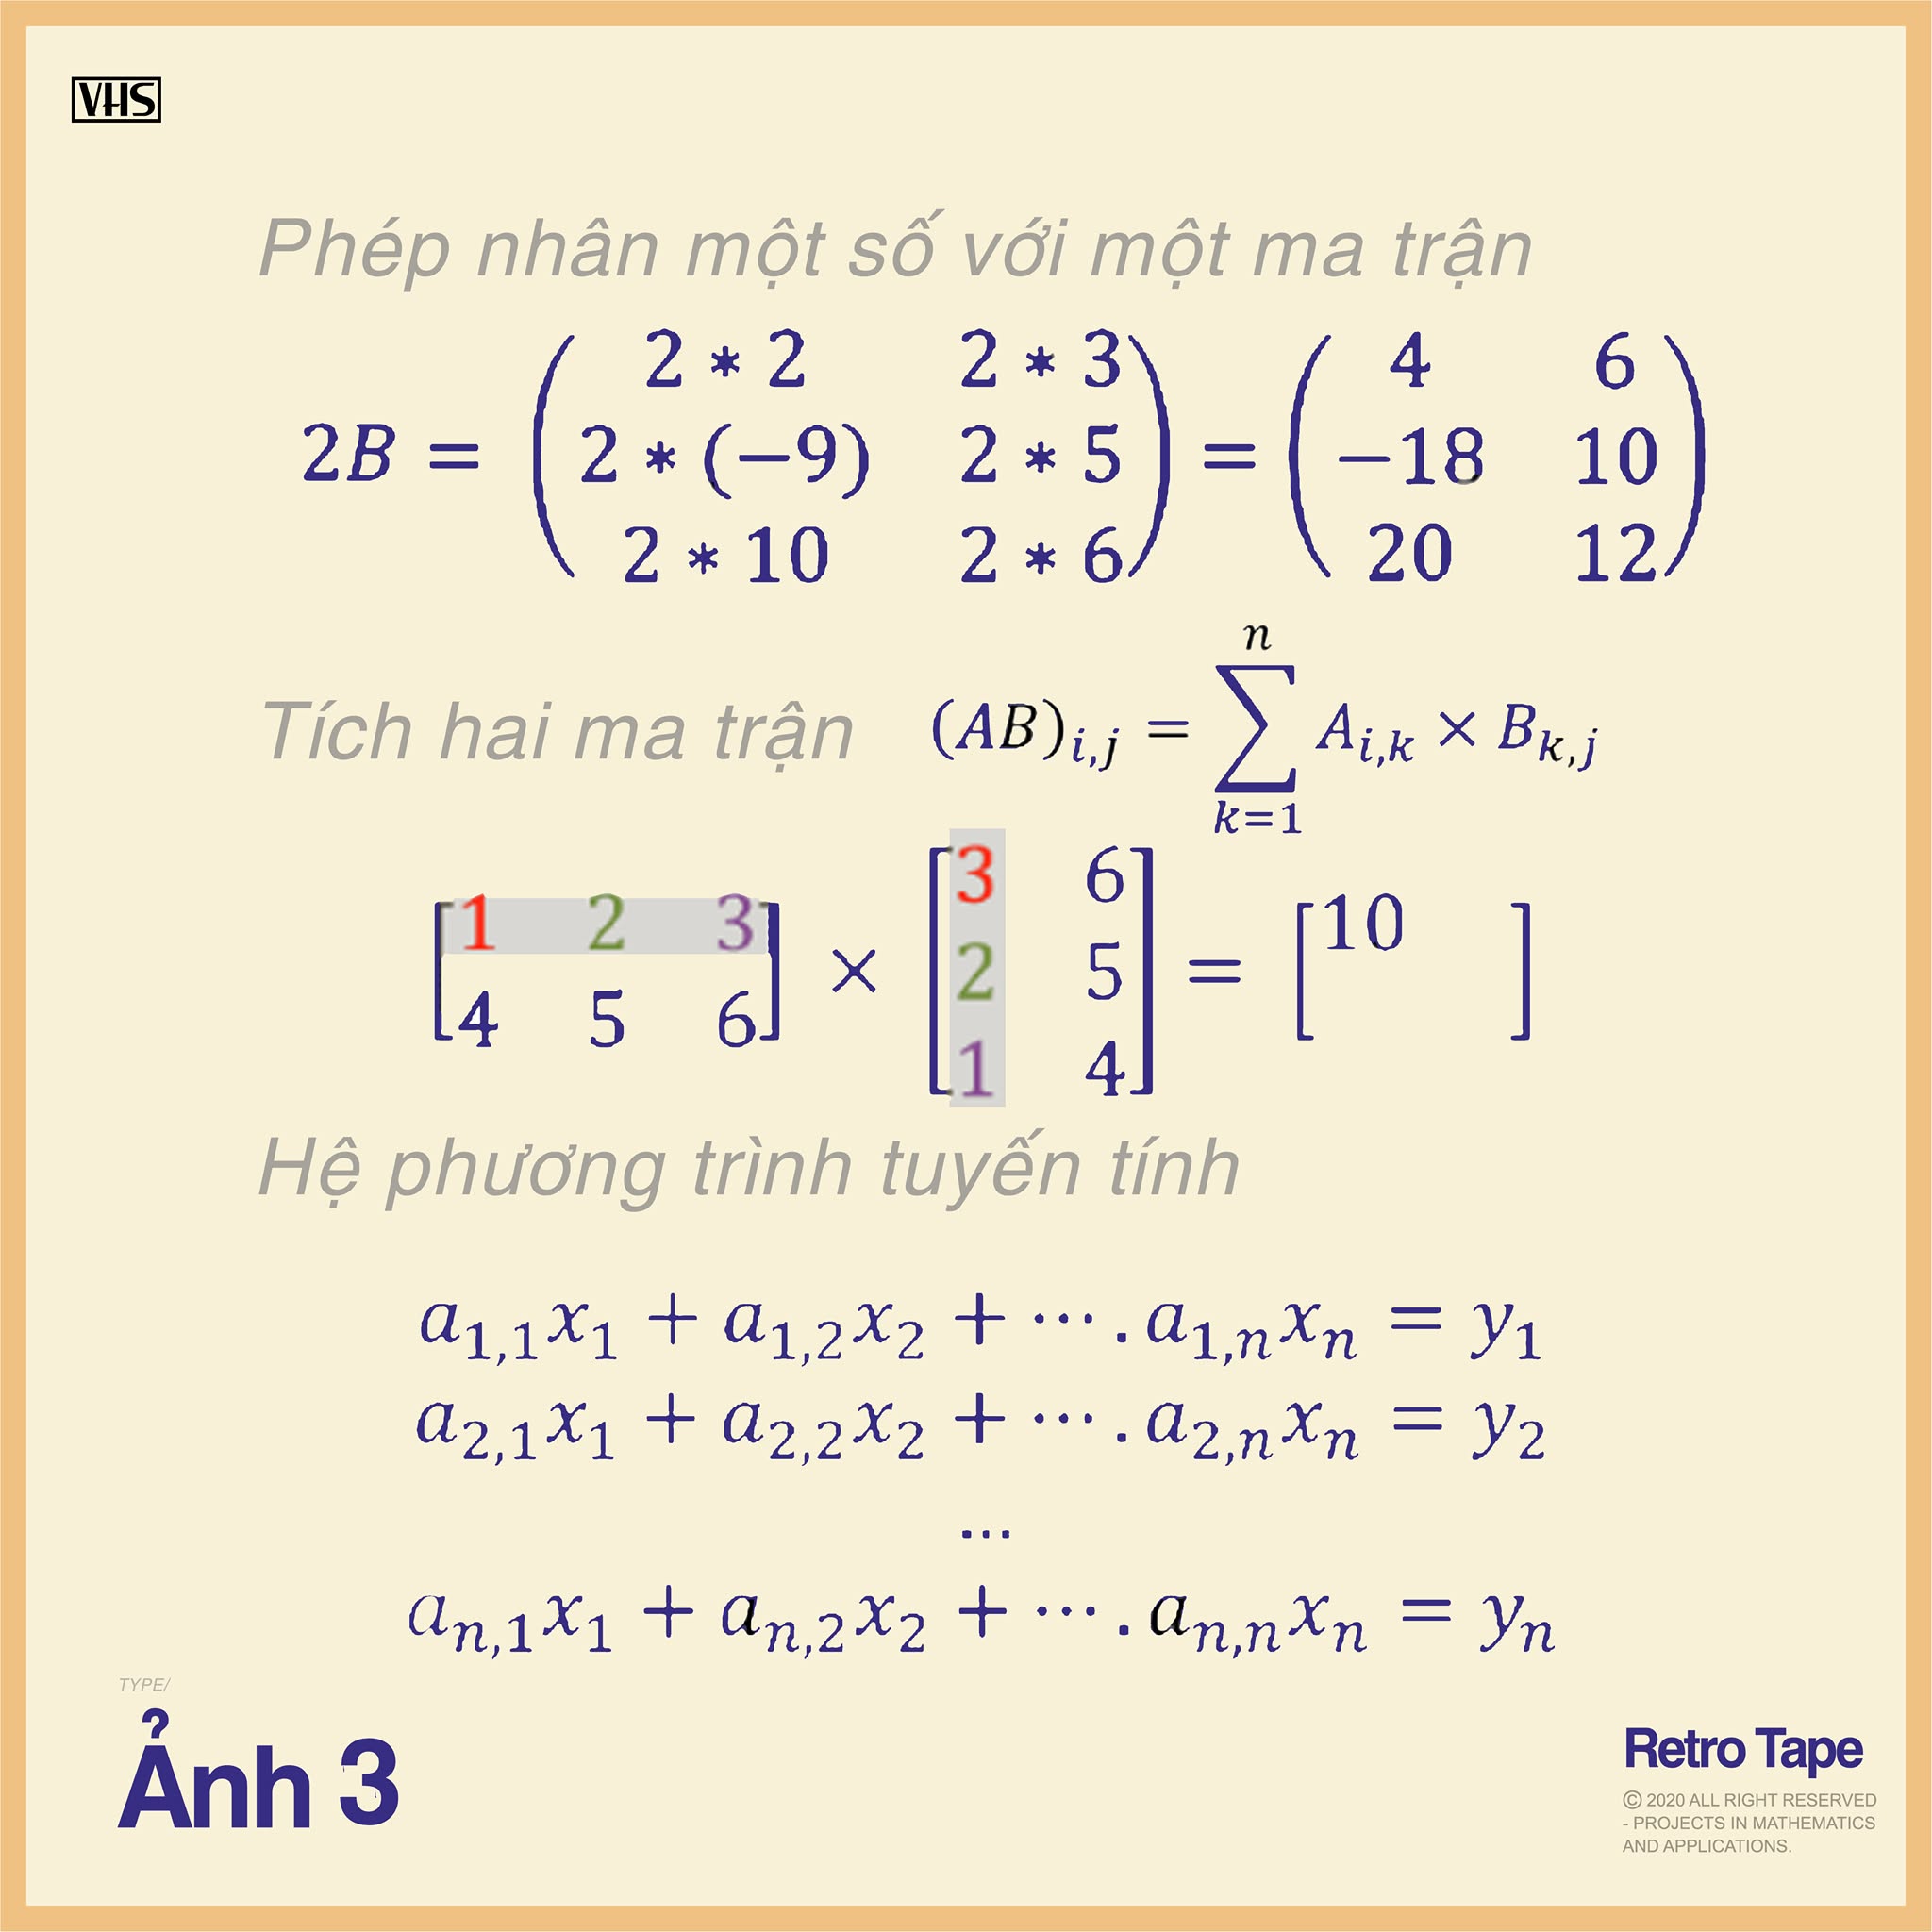 VHS
Phép nhân một số với một ma trận
2B = ( 2 * 2 2 * 3 ) = ( 4 6 )
2 * (−9) 2 * 5 −18 10
2 * 10 2 * 6 20 12
Tích hai ma trận (AB)i,j = ∑ k=1 n Ai,k × Bk,j
[ 1 2 3 ] × [ 3 6 ] = [ 10 ]
4 5 6 2 5
1 4
Hệ phương trình tuyến tính
a1,1x1 + a1,2x2 + ⋯ . a1,nxn = y1
a2,1x1 + a2,2x2 + ⋯ . a2,nxn = y2
...
an,1x1 + an,2x2 + ⋯ . an,nxn = yn
TYPE/
Ảnh 3
Retro Tape
© 2020 ALL RIGHT RESERVED
- PROJECTS IN MATHEMATICS
AND APPLICATIONS.